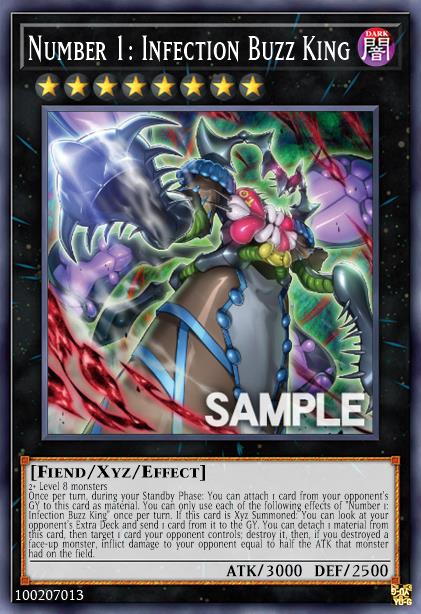 Number 1: Infection Buzz King
DARK
闇
01
SAMPLE
[Fiend/Xyz/Effect]
2+ Level 8 monsters
Once per turn, during your Standby Phase: You can attach 1 card from your opponent's
GY to this card as material. You can only use each of the following effects of "Number 1:
Infection Buzz King" once per turn. If this card is Xyz Summoned: You can look at your
opponent's Extra Deck and send 1 card from it to the GY. You can detach 1 material from
this card, then target 1 card your opponent controls; destroy it, then, if you destroyed a
face-up monster, inflict damage to your opponent equal to half the ATK that monster
had on the field.
ATK/3000 DEF/2500
100207013